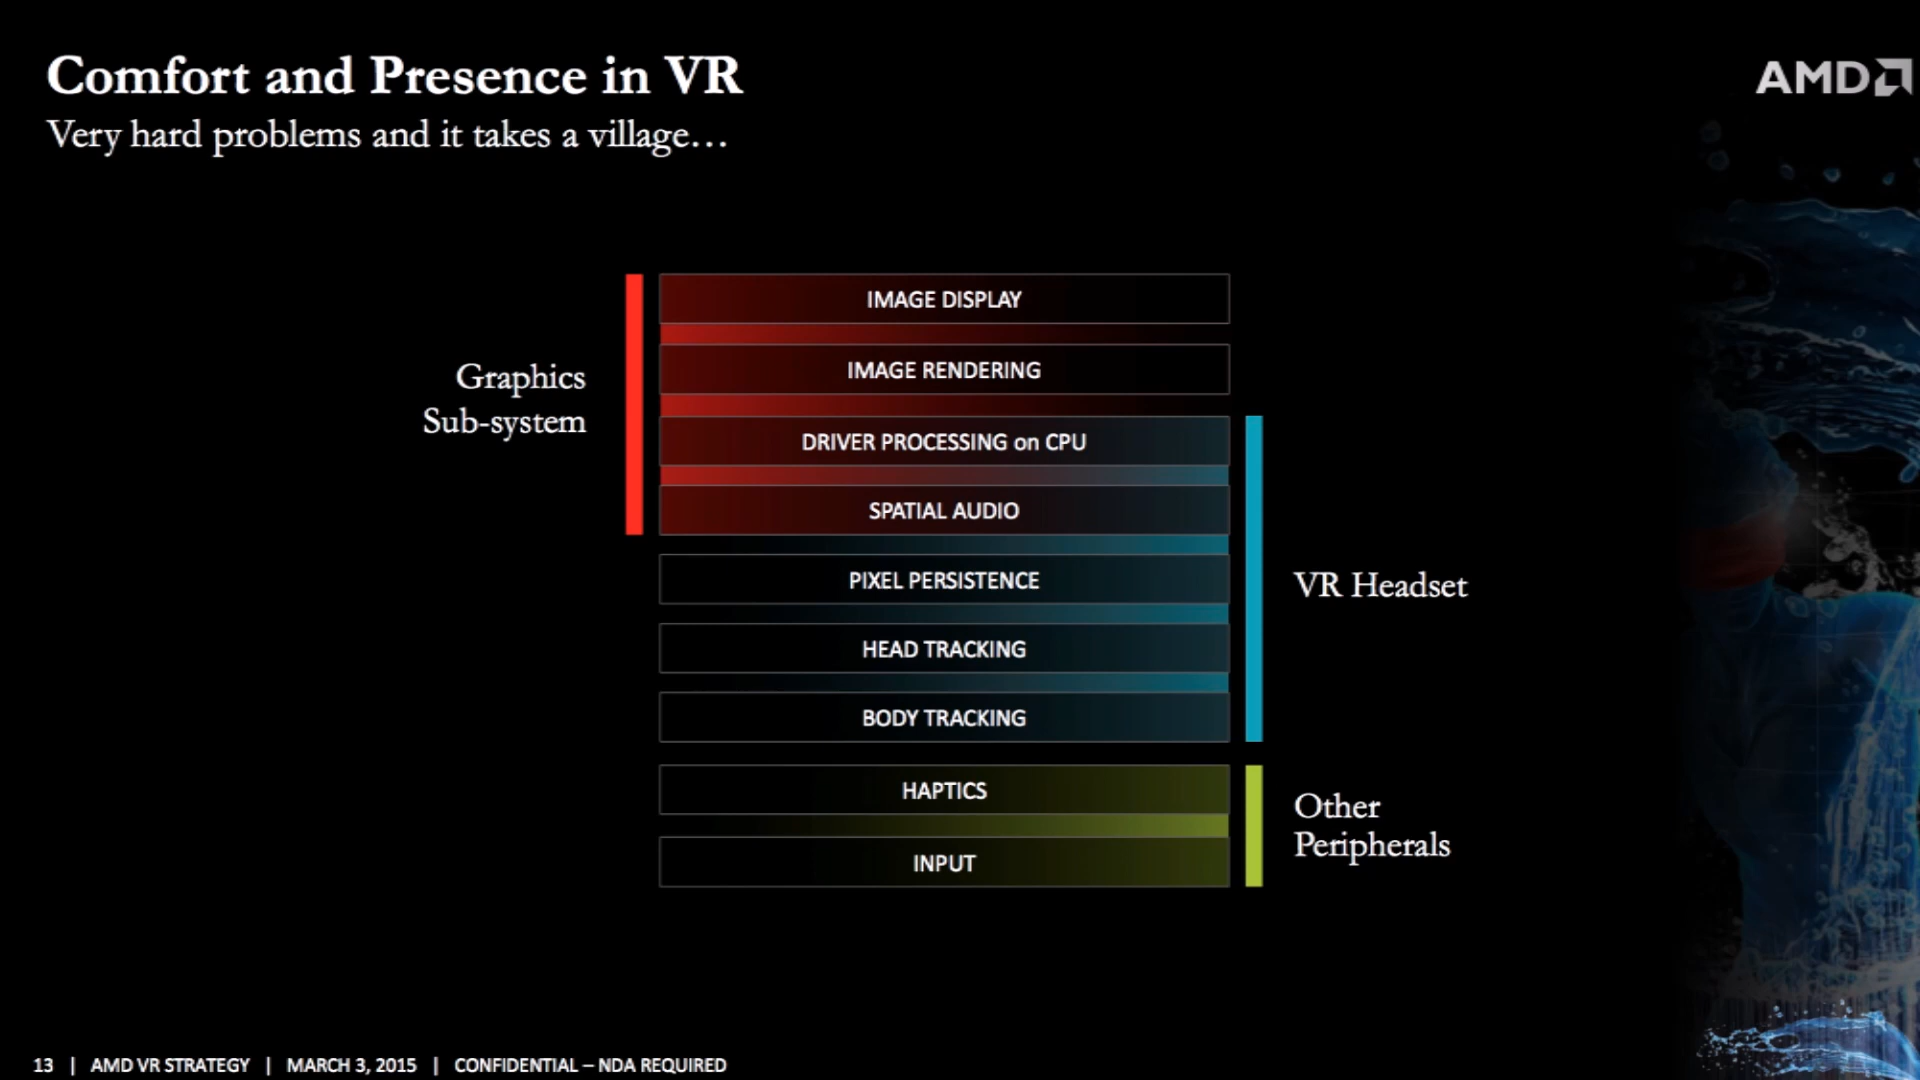 Comfort and Presence in VR
Very hard problems and it takes a village…
AMD
IMAGE DISPLAY
IMAGE RENDERING
Graphics
Sub-system
DRIVER PROCESSING on CPU
SPATIAL AUDIO
PIXEL PERSISTENCE
VR Headset
HEAD TRACKING
BODY TRACKING
HAPTICS
Other
Peripherals
INPUT
13 | AMD VR STRATEGY | MARCH 3, 2015 | CONFIDENTIAL – NDA REQUIRED